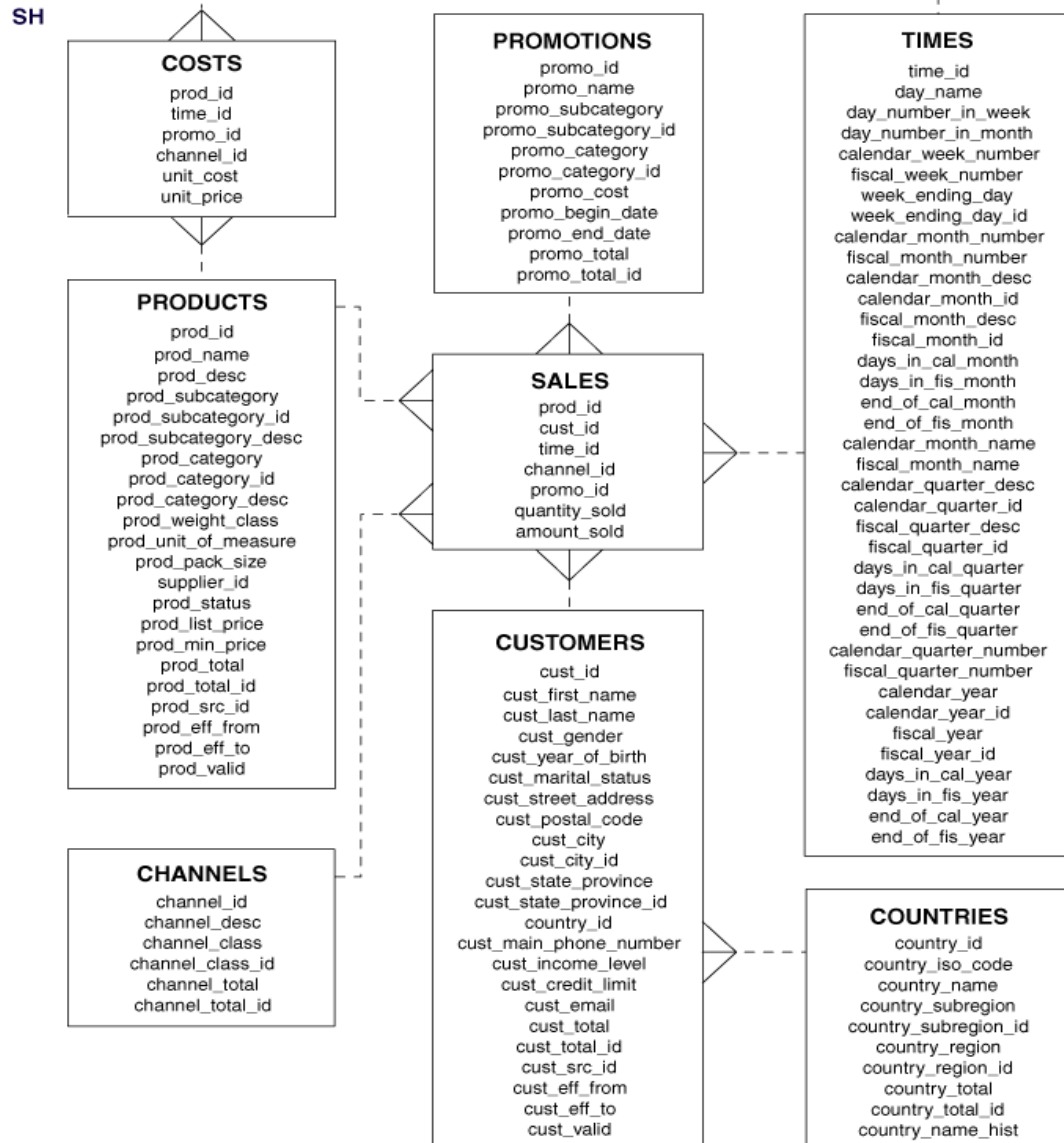 SH
COSTS
prod_id
time_id
promo_id
channel_id
unit_cost
unit_price
PROMOTIONS
promo_id
promo_name
promo_subcategory
promo_subcategory_id
promo_category
promo_category_id
promo_cost
promo_begin_date
promo_end_date
promo_total
promo_total_id
TIMES
time_id
day_name
day_number_in_week
day_number_in_month
calendar_week_number
fiscal_week_number
week_ending_day
week_ending_day_id
calendar_month_number
fiscal_month_number
calendar_month_desc
calendar_month_id
fiscal_month_desc
fiscal_month_id
days_in_cal_month
days_in_fis_month
end_of_cal_month
end_of_fis_month
calendar_month_name
fiscal_month_name
calendar_quarter_desc
calendar_quarter_id
fiscal_quarter_desc
fiscal_quarter_id
days_in_cal_quarter
days_in_fis_quarter
end_of_cal_quarter
end_of_fis_quarter
calendar_quarter_number
fiscal_quarter_number
calendar_year
calendar_year_id
fiscal_year
fiscal_year_id
days_in_cal_year
days_in_fis_year
end_of_cal_year
end_of_fis_year
PRODUCTS
prod_id
prod_name
prod_desc
prod_subcategory
prod_subcategory_id
prod_subcategory_desc
prod_category
prod_category_id
prod_category_desc
prod_weight_class
prod_unit_of_measure
prod_pack_size
supplier_id
prod_status
prod_list_price
prod_min_price
prod_total
prod_total_id
prod_src_id
prod_eff_from
prod_eff_to
prod_valid
SALES
prod_id
cust_id
time_id
channel_id
promo_id
quantity_sold
amount_sold
CUSTOMERS
cust_id
cust_first_name
cust_last_name
cust_gender
cust_year_of_birth
cust_marital_status
cust_street_address
cust_postal_code
cust_city
cust_city_id
cust_state_province
cust_state_province_id
country_id
cust_main_phone_number
cust_income_level
cust_credit_limit
cust_email
cust_total
cust_total_id
cust_src_id
cust_eff_from
cust_eff_to
cust_valid
CHANNELS
channel_id
channel_desc
channel_class
channel_class_id
channel_total
channel_total_id
COUNTRIES
country_id
country_iso_code
country_name
country_subregion
country_subregion_id
country_region
country_region_id
country_total
country_total_id
country_name_hist